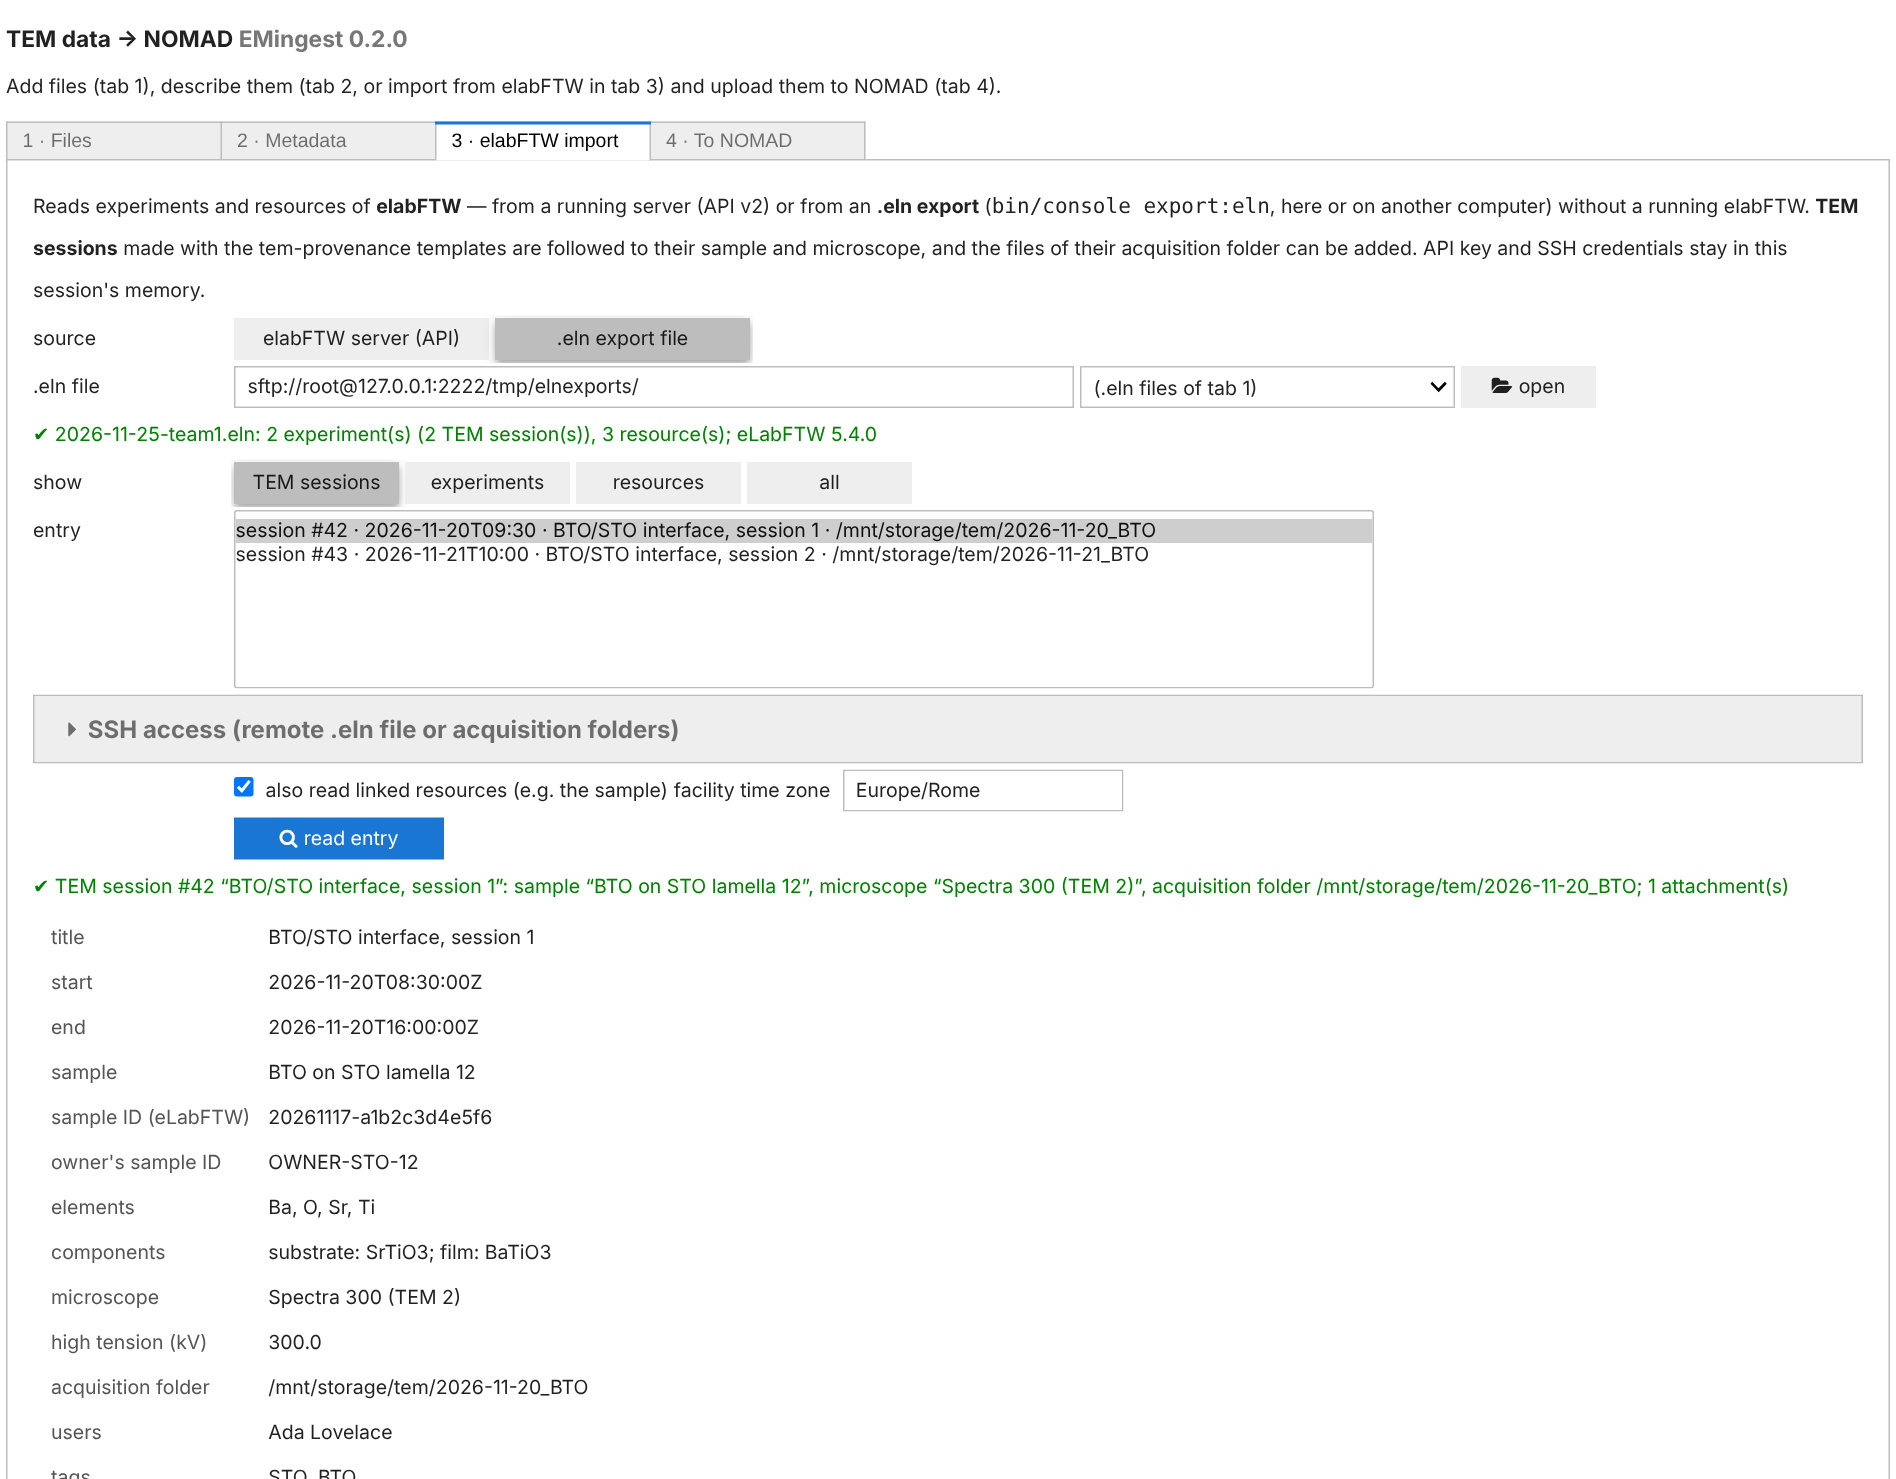 TEM data → NOMAD EMingest 0.2.0
Add files (tab 1), describe them (tab 2, or import from elabFTW in tab 3) and upload them to NOMAD (tab 4).
1 · Files
2 · Metadata
3 · elabFTW import
4 · To NOMAD
Reads experiments and resources of elabFTW — from a running server (API v2) or from an .eln export (bin/console export:eln, here or on another computer) without a running elabFTW. TEM
sessions made with the tem-provenance templates are followed to their sample and microscope, and the files of their acquisition folder can be added. API key and SSH credentials stay in this
session's memory.
source
elabFTW server (API)
.eln export file
.eln file
sftp://root@127.0.0.1:2222/tmp/elnexports/
(.eln files of tab 1)
open
✔ 2026-11-25-team1.eln: 2 experiment(s) (2 TEM session(s)), 3 resource(s); eLabFTW 5.4.0
show
TEM sessions
experiments
resources
all
entry
session #42 · 2026-11-20T09:30 · BTO/STO interface, session 1 · /mnt/storage/tem/2026-11-20_BTO
session #43 · 2026-11-21T10:00 · BTO/STO interface, session 2 · /mnt/storage/tem/2026-11-21_BTO
SSH access (remote .eln file or acquisition folders)
also read linked resources (e.g. the sample) facility time zone
Europe/Rome
read entry
✔ TEM session #42 “BTO/STO interface, session 1”: sample “BTO on STO lamella 12”, microscope “Spectra 300 (TEM 2)”, acquisition folder /mnt/storage/tem/2026-11-20_BTO; 1 attachment(s)
title BTO/STO interface, session 1
start 2026-11-20T08:30:00Z
end 2026-11-20T16:00:00Z
sample BTO on STO lamella 12
sample ID (eLabFTW) 20261117-a1b2c3d4e5f6
owner's sample ID OWNER-STO-12
elements Ba, O, Sr, Ti
components substrate: SrTiO3; film: BaTiO3
microscope Spectra 300 (TEM 2)
high tension (kV) 300.0
acquisition folder /mnt/storage/tem/2026-11-20_BTO
users Ada Lovelace
tags STO, BTO